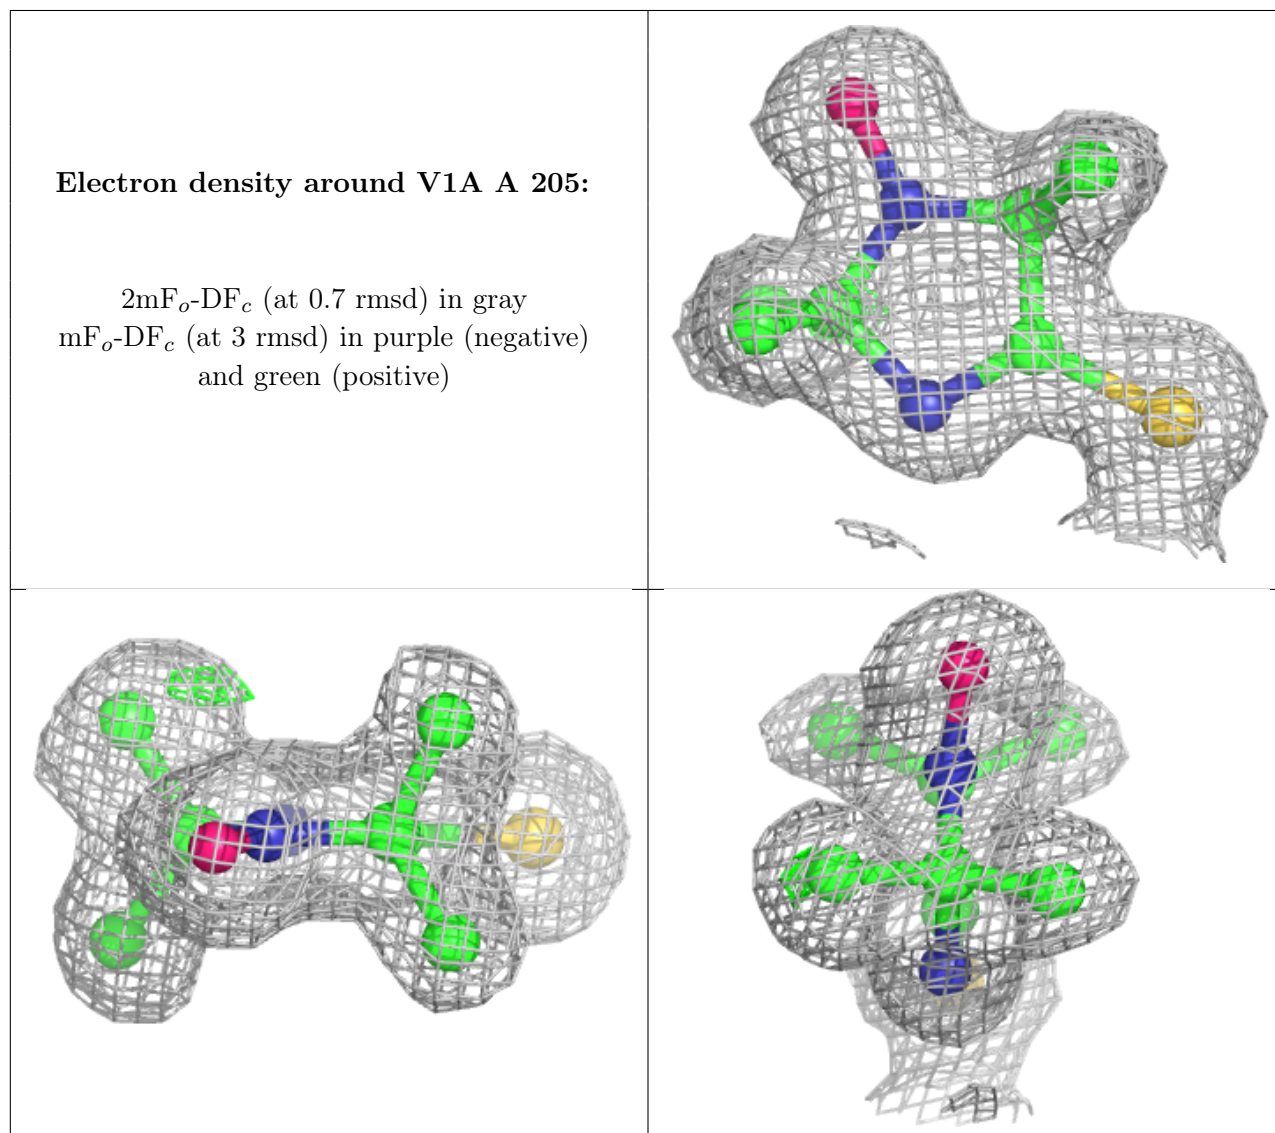 Electron density around V1A A 205:
2mFo-DFc (at 0.7 rmsd) in gray
mFo-DFc (at 3 rmsd) in purple (negative)
and green (positive)